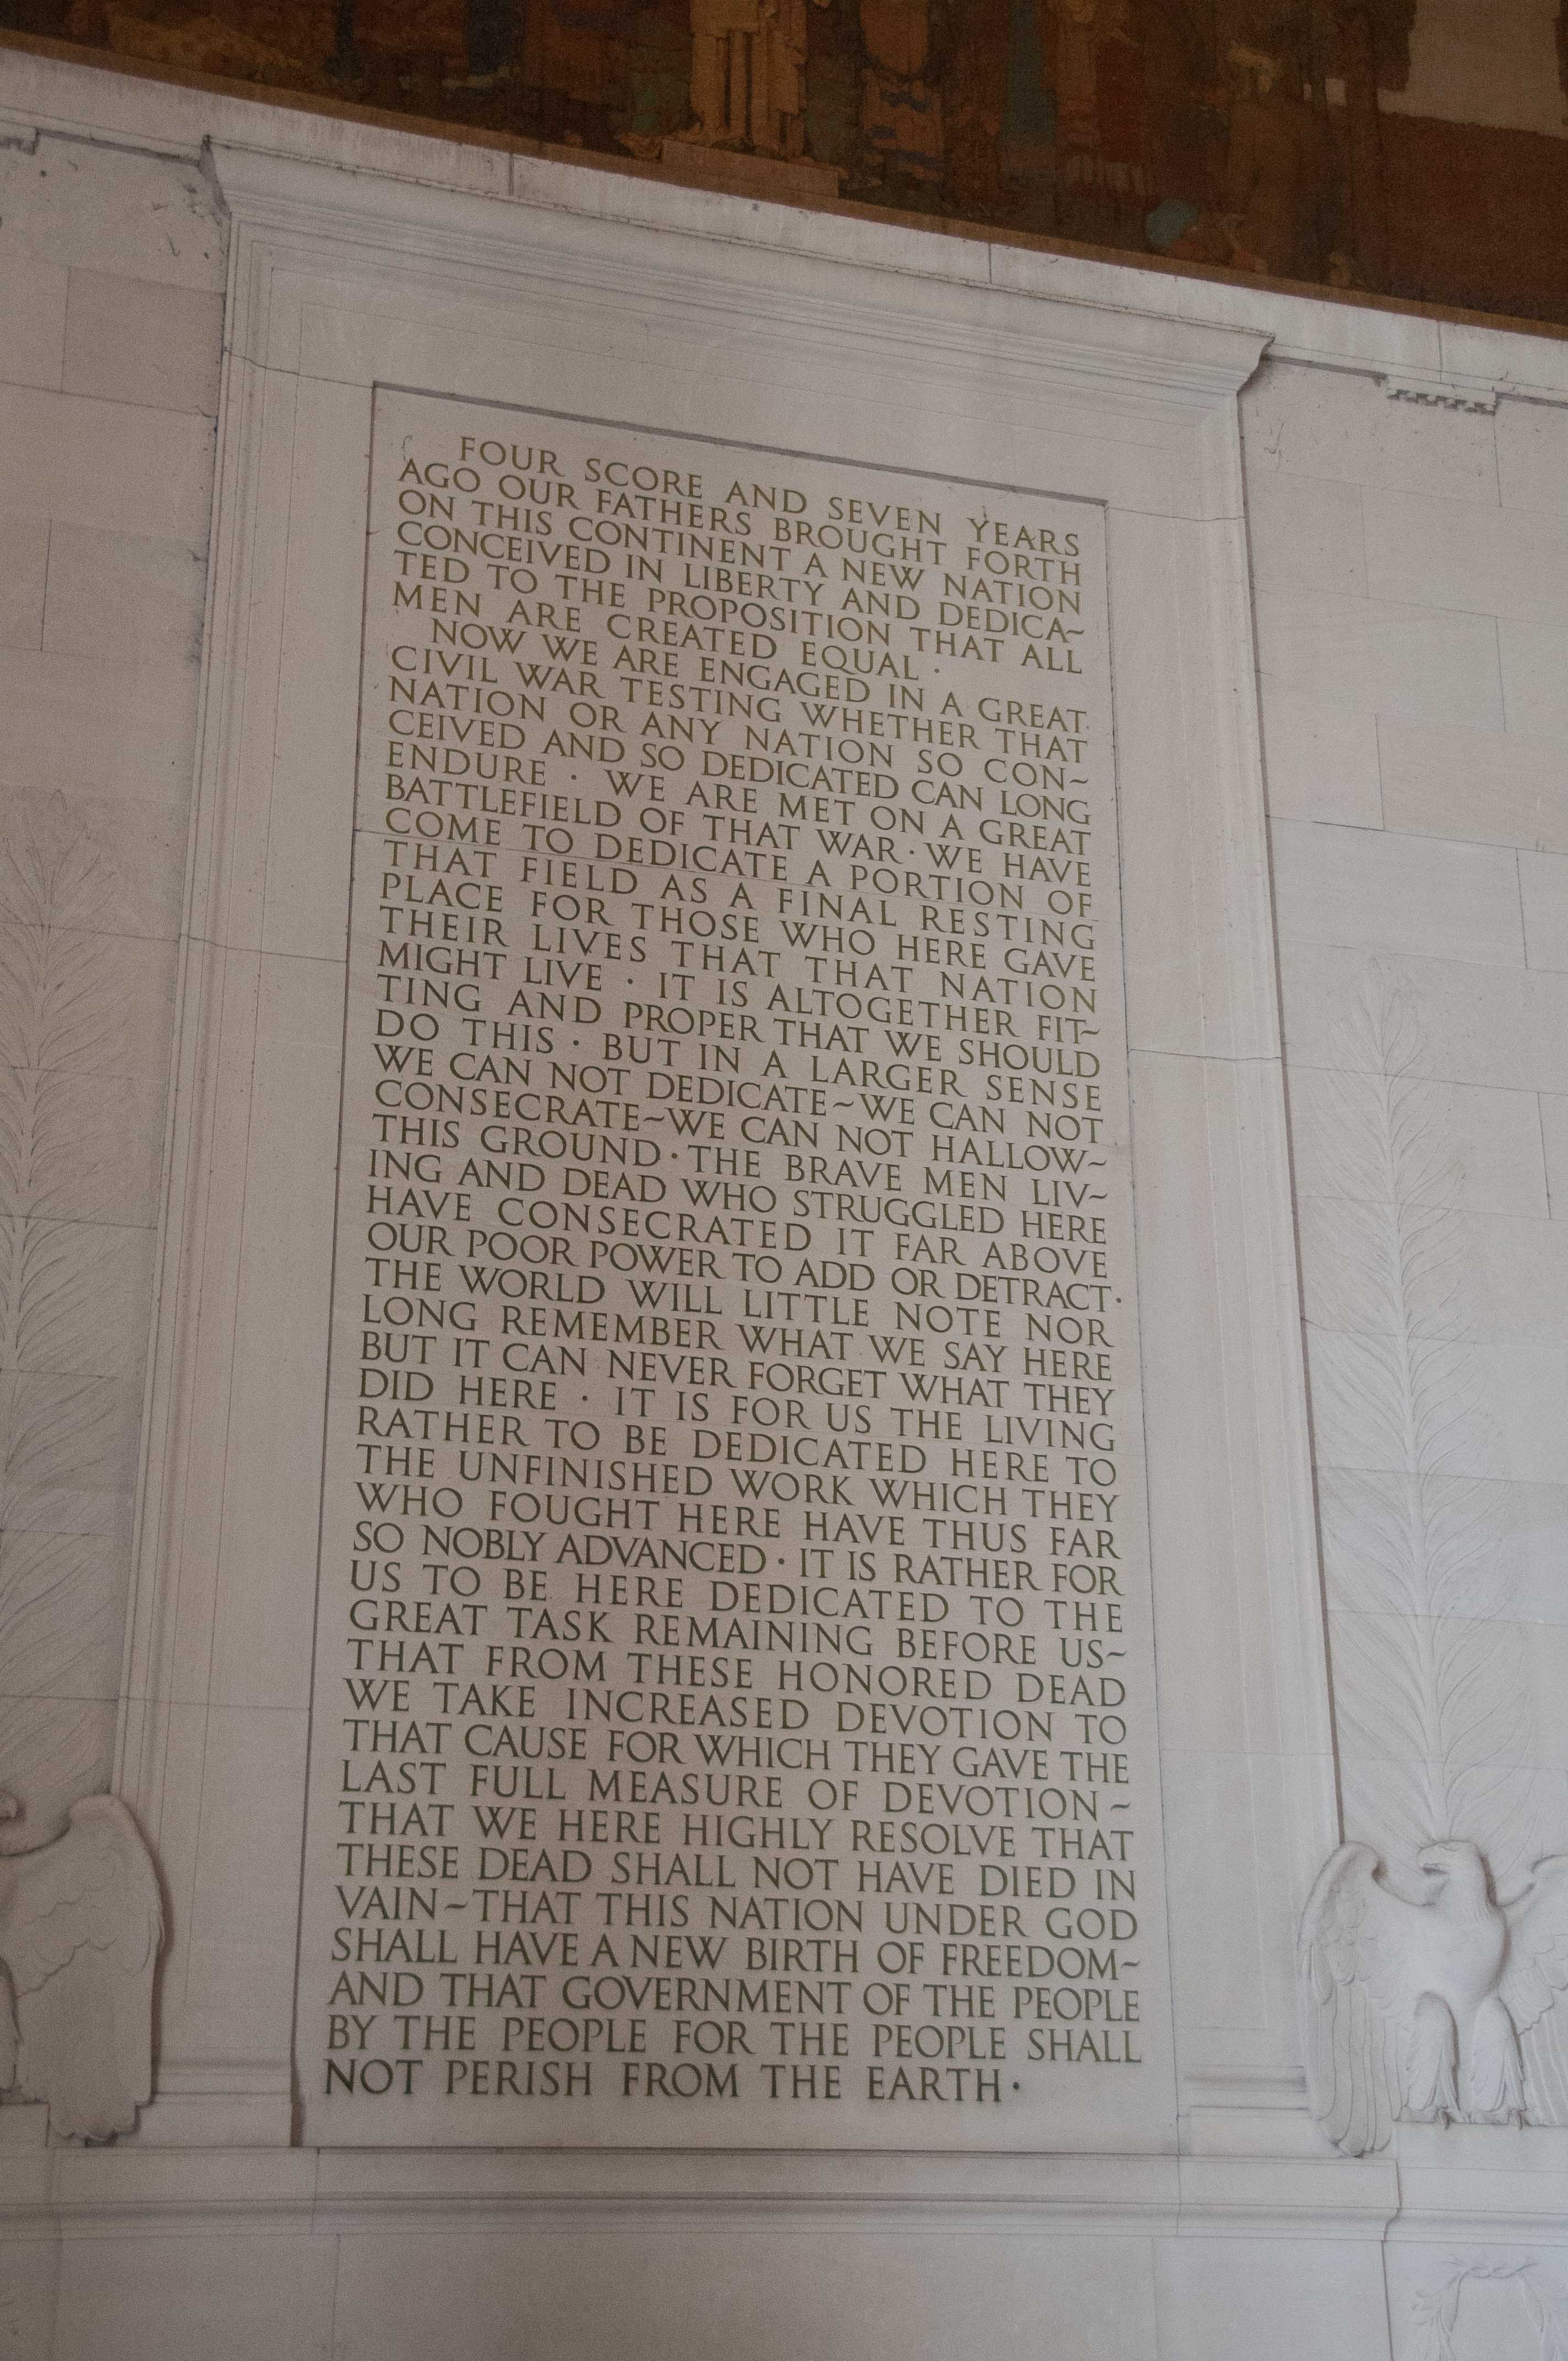 FOUR SCORE AND SEVEN YEARS
AGO OUR FATHERS BROUGHT FORTH
ON THIS CONTINENT A NEW NATION
CONCEIVED IN LIBERTY AND DEDICA~
TED TO THE PROPOSITION THAT ALL
MEN ARE CREATED EQUAL ·
NOW WE ARE ENGAGED IN A GREAT
CIVIL WAR TESTING WHETHER THAT
NATION OR ANY NATION SO CON~
CEIVED AND SO DEDICATED CAN LONG
ENDURE · WE ARE MET ON A GREAT
BATTLEFIELD OF THAT WAR · WE HAVE
COME TO DEDICATE A PORTION OF
THAT FIELD AS A FINAL RESTING
PLACE FOR THOSE WHO HERE GAVE
THEIR LIVES THAT THAT NATION
MIGHT LIVE · IT IS ALTOGETHER FIT~
TING AND PROPER THAT WE SHOULD
DO THIS · BUT IN A LARGER SENSE
WE CAN NOT DEDICATE~WE CAN NOT
CONSECRATE~WE CAN NOT HALLOW~
THIS GROUND · THE BRAVE MEN LIV~
ING AND DEAD WHO STRUGGLED HERE
HAVE CONSECRATED IT FAR ABOVE
OUR POOR POWER TO ADD OR DETRACT ·
THE WORLD WILL LITTLE NOTE NOR
LONG REMEMBER WHAT WE SAY HERE
BUT IT CAN NEVER FORGET WHAT THEY
DID HERE · IT IS FOR US THE LIVING
RATHER TO BE DEDICATED HERE TO
THE UNFINISHED WORK WHICH THEY
WHO FOUGHT HERE HAVE THUS FAR
SO NOBLY ADVANCED · IT IS RATHER FOR
US TO BE HERE DEDICATED TO THE
GREAT TASK REMAINING BEFORE US~
THAT FROM THESE HONORED DEAD
WE TAKE INCREASED DEVOTION TO
THAT CAUSE FOR WHICH THEY GAVE THE
LAST FULL MEASURE OF DEVOTION~
THAT WE HERE HIGHLY RESOLVE THAT
THESE DEAD SHALL NOT HAVE DIED IN
VAIN~THAT THIS NATION UNDER GOD
SHALL HAVE A NEW BIRTH OF FREEDOM~
AND THAT GOVERNMENT OF THE PEOPLE
BY THE PEOPLE FOR THE PEOPLE SHALL
NOT PERISH FROM THE EARTH ·